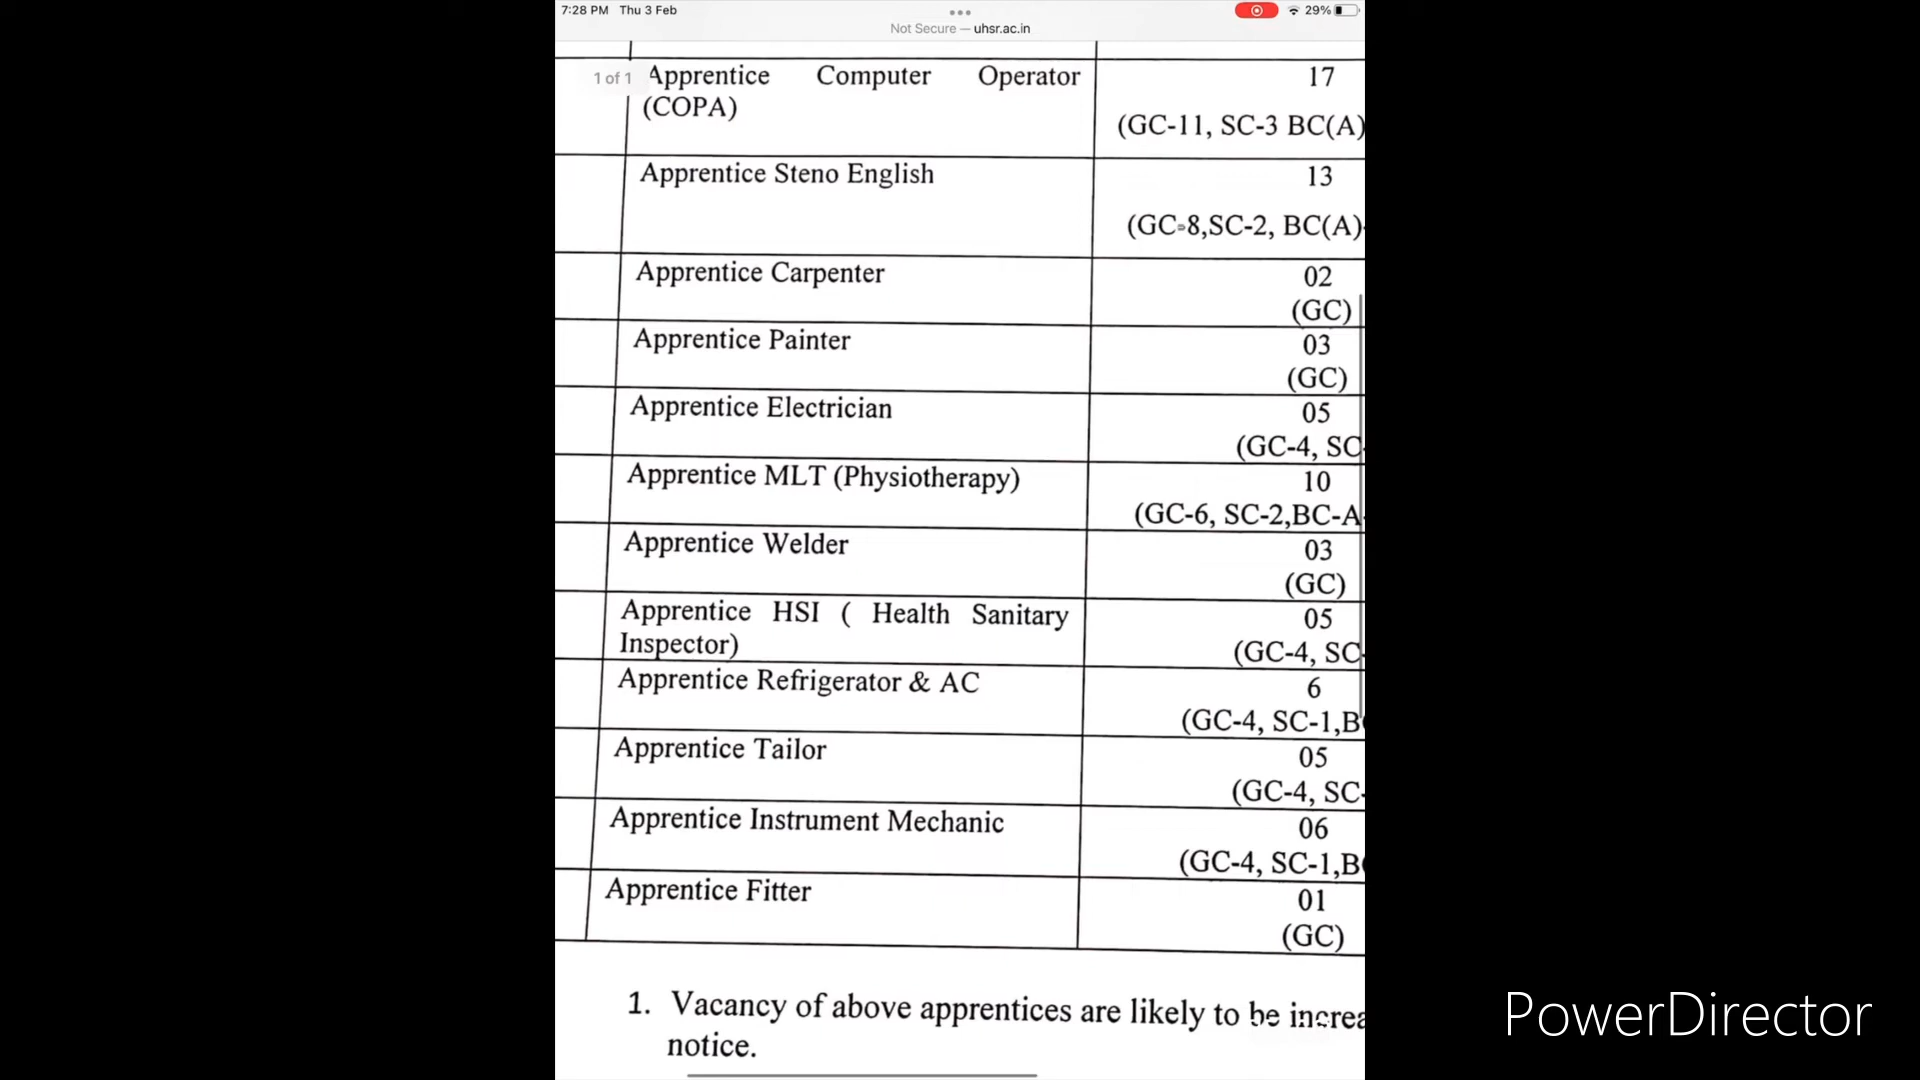 7:28 PM Thu 3 Feb
29%
Not Secure — uhsr.ac.in
1 of 1
Apprentice Computer Operator
(COPA)
17
(GC-11, SC-3 BC(A)
Apprentice Steno English
13
(GC-8,SC-2, BC(A)-
Apprentice Carpenter
02
(GC)
Apprentice Painter
03
(GC)
Apprentice Electrician
05
(GC-4, SC-
Apprentice MLT (Physiotherapy)
10
(GC-6, SC-2,BC-A-
Apprentice Welder
03
(GC)
Apprentice HSI ( Health Sanitary
Inspector)
05
(GC-4, SC-
Apprentice Refrigerator & AC
6
(GC-4, SC-1,B
Apprentice Tailor
05
(GC-4, SC-
Apprentice Instrument Mechanic
06
(GC-4, SC-1,B
Apprentice Fitter
01
(GC)
1. Vacancy of above apprentices are likely to be increa
notice.
PowerDirector